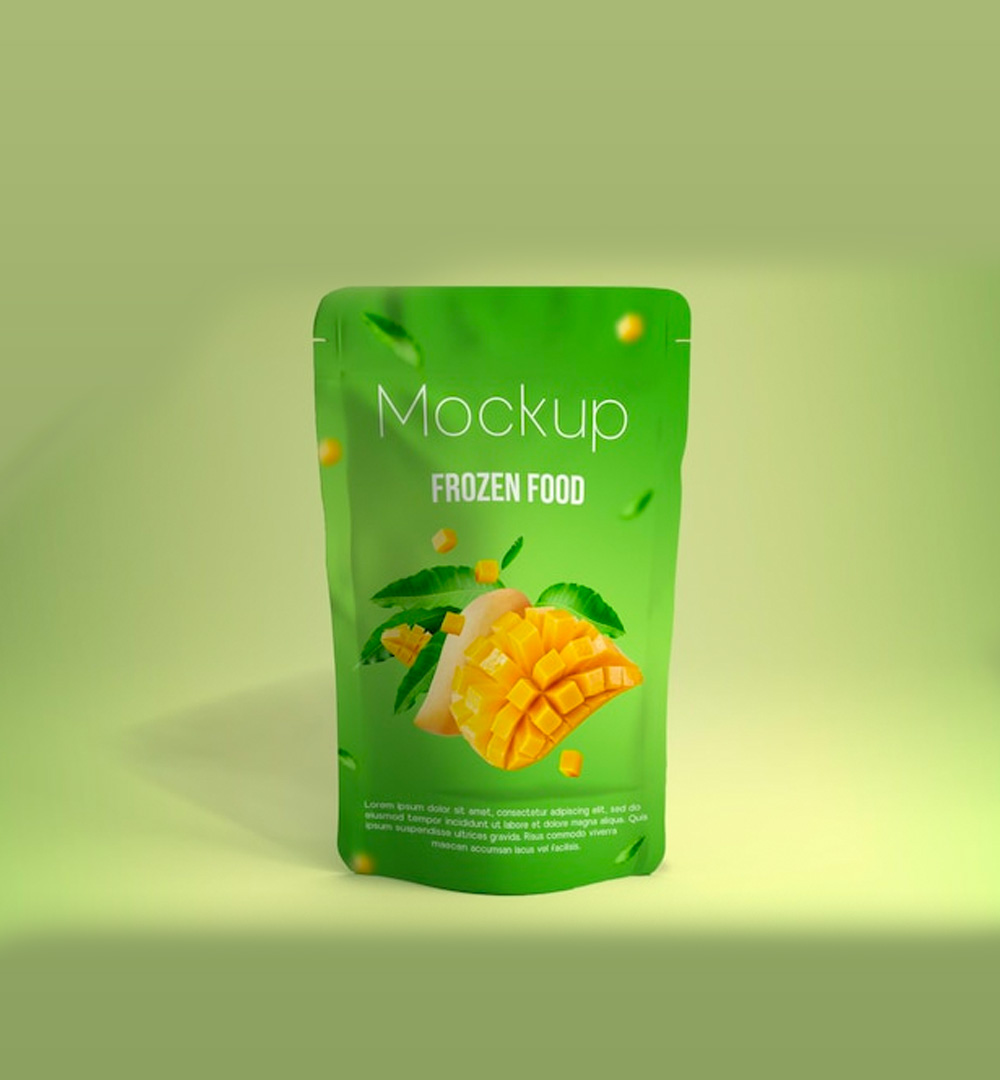 Mockup
FROZEN FOOD
Lorem ipsum dolor sit amet, consectetur adipiscing elit, sed do
eiusmod tempor incididunt ut labore et dolore magna aliqua. Quis
ipsum suspendisse ultrices gravida. Risus commodo viverra
maecen accumsan lacus vel facilisis.